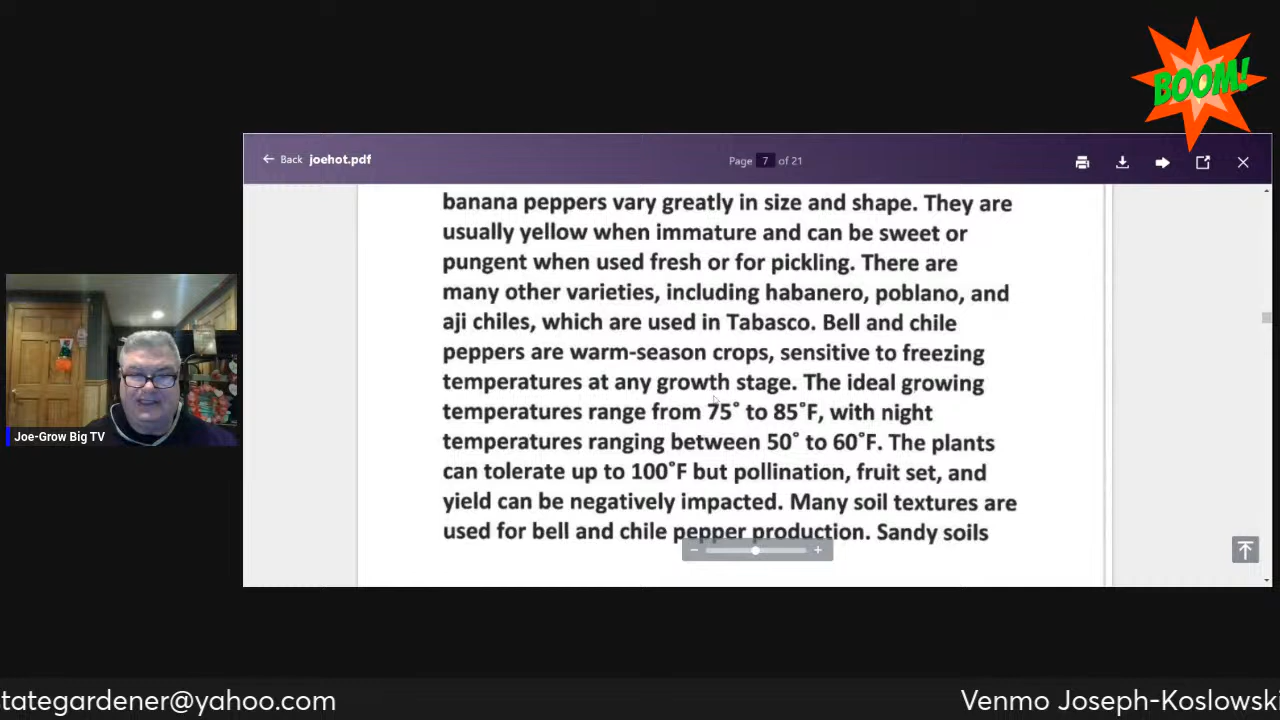 BOOM!
Back joehot.pdf
Page 7 of 21
banana peppers vary greatly in size and shape. They are
usually yellow when immature and can be sweet or
pungent when used fresh or for pickling. There are
many other varieties, including habanero, poblano, and
aji chiles, which are used in Tabasco. Bell and chile
peppers are warm-season crops, sensitive to freezing
temperatures at any growth stage. The ideal growing
temperatures range from 75˚ to 85˚F, with night
temperatures ranging between 50˚ to 60˚F. The plants
can tolerate up to 100˚F but pollination, fruit set, and
yield can be negatively impacted. Many soil textures are
used for bell and chile pepper production. Sandy soils
Joe-Grow Big TV
tategardener@yahoo.com
Venmo Joseph-Koslowsk